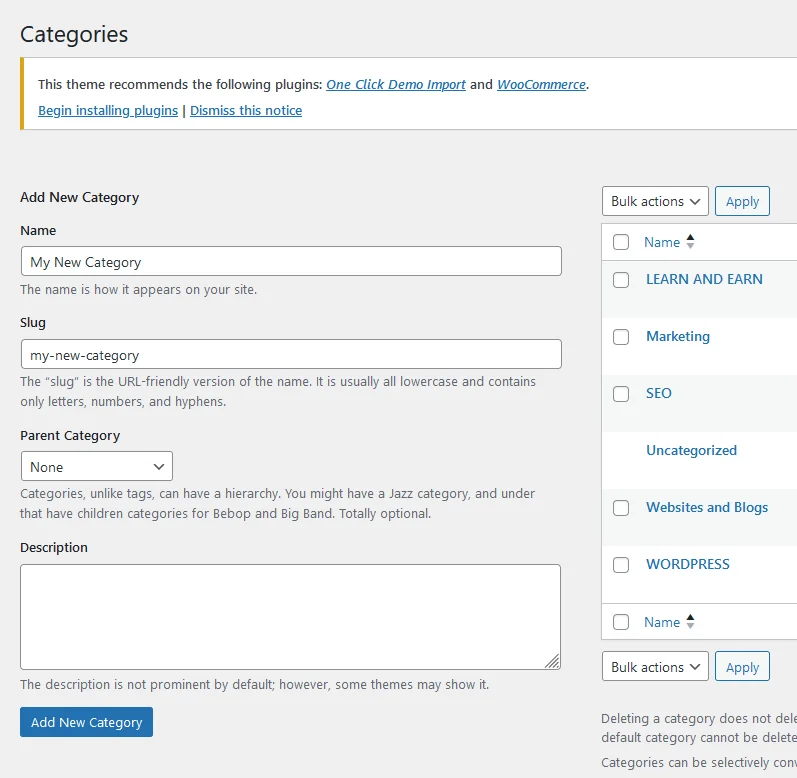 Categories
This theme recommends the following plugins: One Click Demo Import and WooCommerce.
Begin installing plugins | Dismiss this notice
Add New Category
Name
My New Category
The name is how it appears on your site.
Slug
my-new-category
The “slug” is the URL-friendly version of the name. It is usually all lowercase and contains
only letters, numbers, and hyphens.
Parent Category
None
Categories, unlike tags, can have a hierarchy. You might have a Jazz category, and under
that have children categories for Bebop and Big Band. Totally optional.
Description
The description is not prominent by default; however, some themes may show it.
Add New Category
Bulk actions Apply
Name
LEARN AND EARN
Marketing
SEO
Uncategorized
Websites and Blogs
WORDPRESS
Name
Bulk actions Apply
Deleting a category does not
default category cannot be
Categories can be selectively